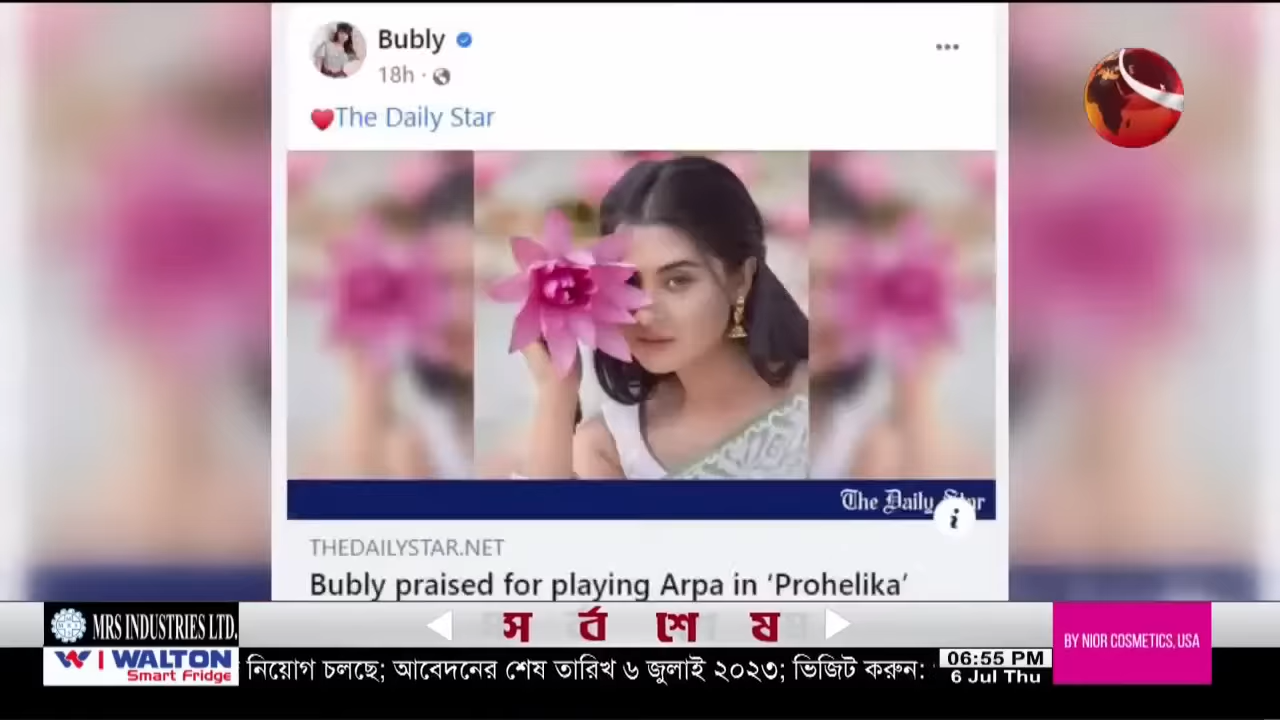 Bubly
18h ·
The Daily Star
The Daily Star
i
THEDAILYSTAR.NET
Bubly praised for playing Arpa in ‘Prohelika’
MRS INDUSTRIES LTD.
সর্বশেষ
BY NIOR COSMETICS, USA
WALTON
Smart Fridge
নিয়োগ চলছে; আবেদনের শেষ তারিখ ৬ জুলাই ২০২৩; ভিজিট করুন:
06:55 PM
6 Jul Thu